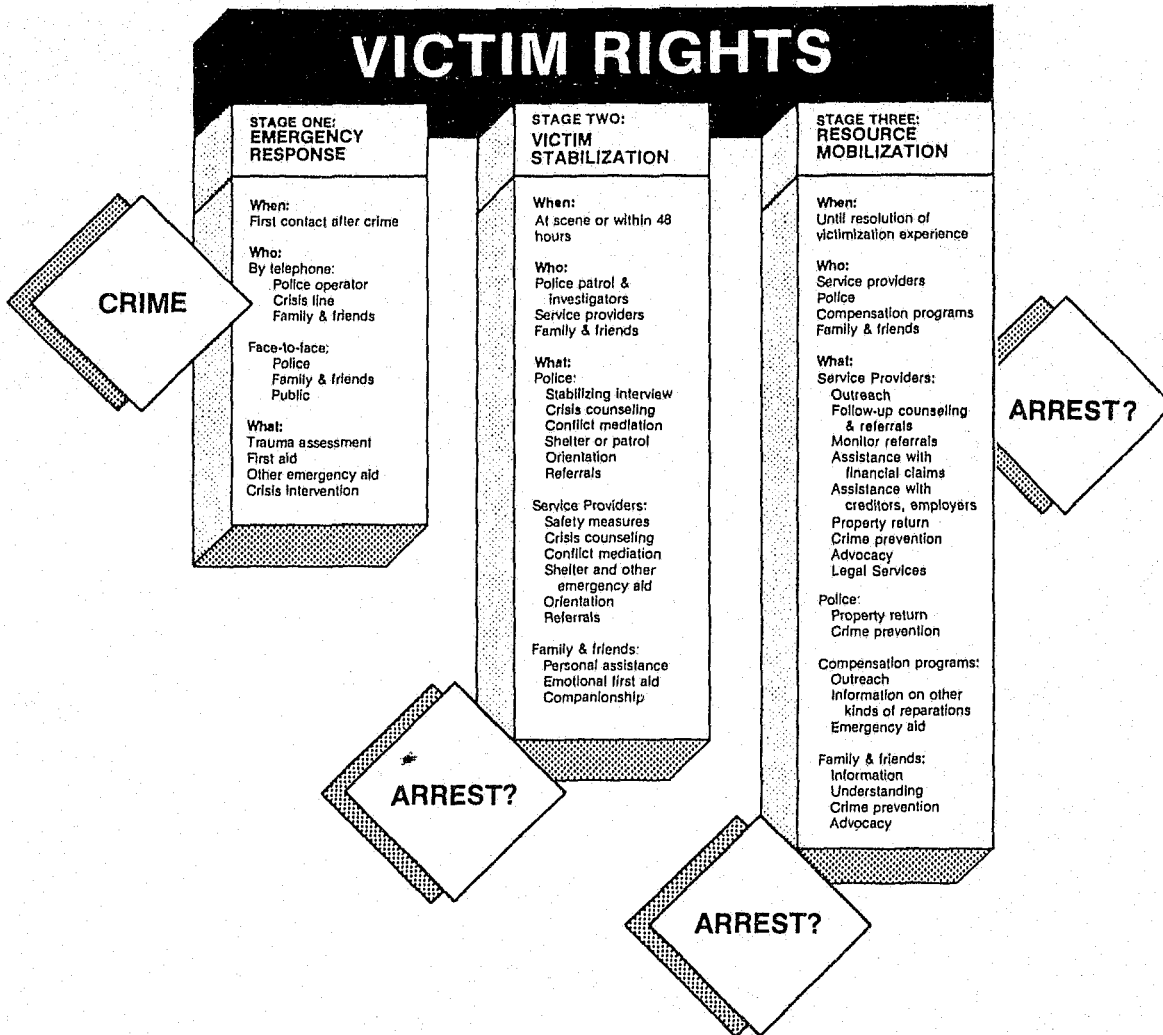 VICTIM RIGHTS
CRIME
STAGE ONE:
EMERGENCY
RESPONSE
When:
First contact after crime
Who:
By telephone:
Police operator
Crisis line
Family & friends
Face-to-face:
Police
Family & friends
Public
What:
Trauma assessment
First aid
Other emergency aid
Crisis Intervention
STAGE TWO:
VICTIM
STABILIZATION
When:
At scene or within 48
hours
Who:
Police patrol &
investigators
Service providers
Family & friends
What:
Police:
Stabilizing interview
Crisis counseling
Conflict mediation
Shelter or patrol
Orientation
Referrals
Service Providers:
Safety measures
Crisis counseling
Conflict mediation
Shelter and other
emergency aid
Orientation
Referrals
Family & friends:
Personal assistance
Emotional first aid
Companionship
ARREST?
STAGE THREE:
RESOURCE
MOBILIZATION
When:
Until resolution of
victimization experience
Who:
Service providers
Police
Compensation programs
Family & friends
What:
Service Providers:
Outreach
Follow-up counseling
& referrals
Monitor referrals
Assistance with
financial claims
Assistance with
creditors, employers
Property return
Crime prevention
Advocacy
Legal Services
Police:
Property return
Crime prevention
Compensation programs:
Outreach
Information on other
kinds of reparations
Emergency aid
Family & friends:
Information
Understanding
Crime prevention
Advocacy
ARREST?
ARREST?